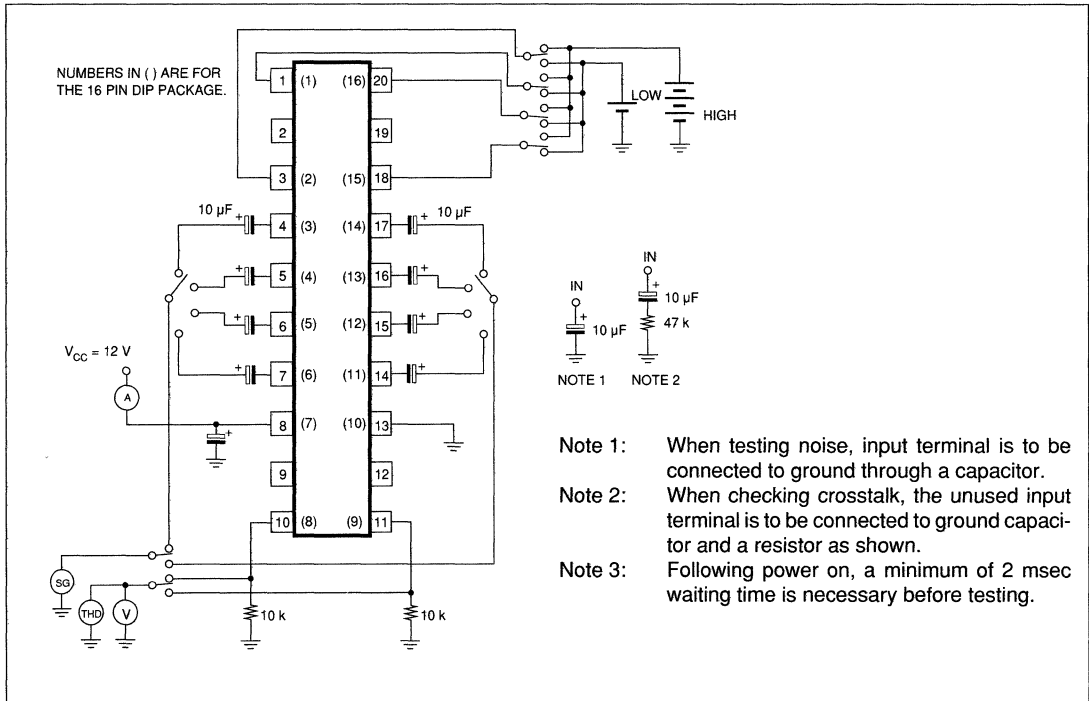 NUMBERS IN ( ) ARE FOR
THE 16 PIN DIP PACKAGE.
1 (1) (16) 20
2 19
3 (2) (15) 18
LOW
HIGH
10 µF + 4 (3) (14) 17 + 10 µF
+ 5 (4) (13) 16 +
+ 6 (5) (12) 15 +
+ 7 (6) (11) 14 +
VCC = 12 V
A
8 (7) (10) 13
+
9 12
10 (8) (9) 11
SG
THD
V
10 k
10 k
IN
+
10 µF
NOTE 1
IN
+
10 µF
47 k
NOTE 2
Note 1: When testing noise, input terminal is to be
connected to ground through a capacitor.
Note 2: When checking crosstalk, the unused input
terminal is to be connected to ground capaci-
tor and a resistor as shown.
Note 3: Following power on, a minimum of 2 msec
waiting time is necessary before testing.